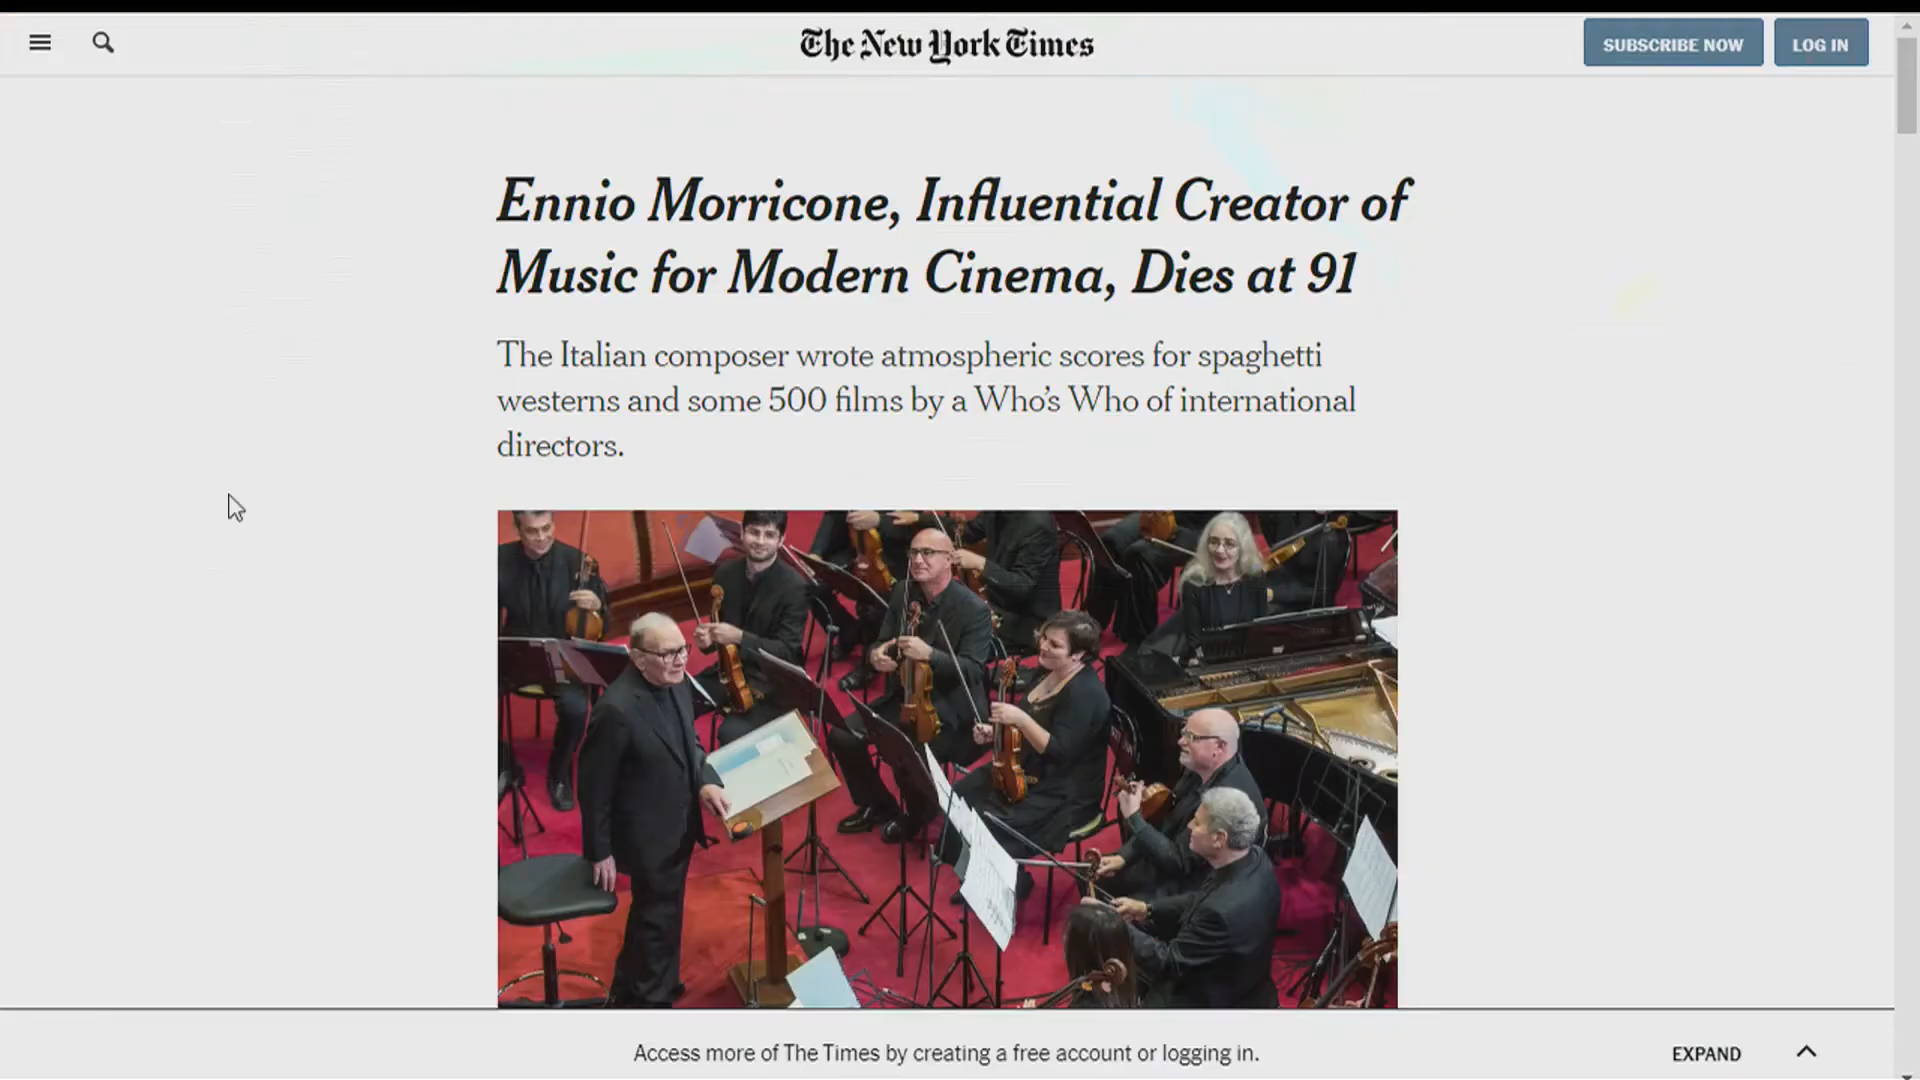 The New York Times
SUBSCRIBE NOW
LOG IN
Ennio Morricone, Influential Creator of
Music for Modern Cinema, Dies at 91
The Italian composer wrote atmospheric scores for spaghetti
westerns and some 500 films by a Who's Who of international
directors.
Access more of The Times by creating a free account or logging in.
EXPAND